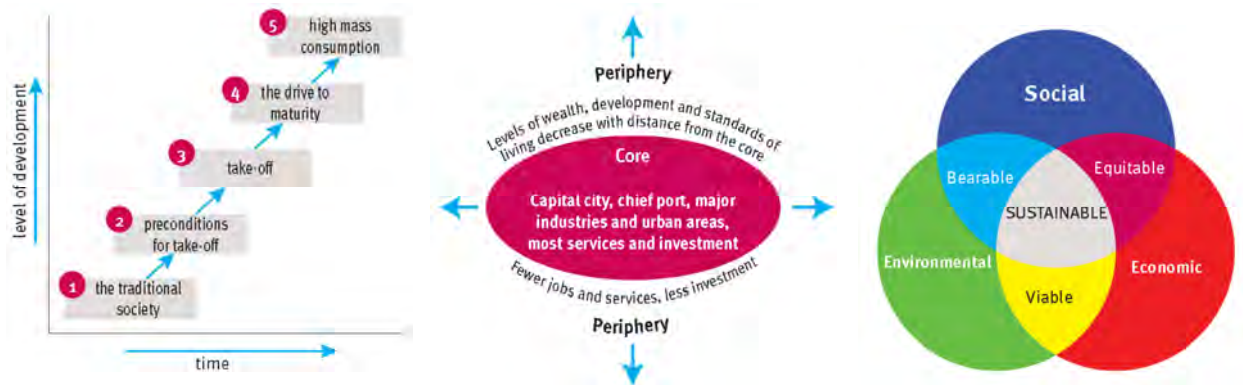 5
high mass
consumption
4
the drive to
maturity
3
take-off
2
preconditions
for take-off
1
the traditional
society
level of development
time
Periphery
Levels of wealth, development and standards of
living decrease with distance from the core
Core
Capital city, chief port, major
industries and urban areas,
most services and investment
Fewer jobs and services, less investment
Periphery
Social
Bearable
Equitable
SUSTAINABLE
Environmental
Economic
Viable